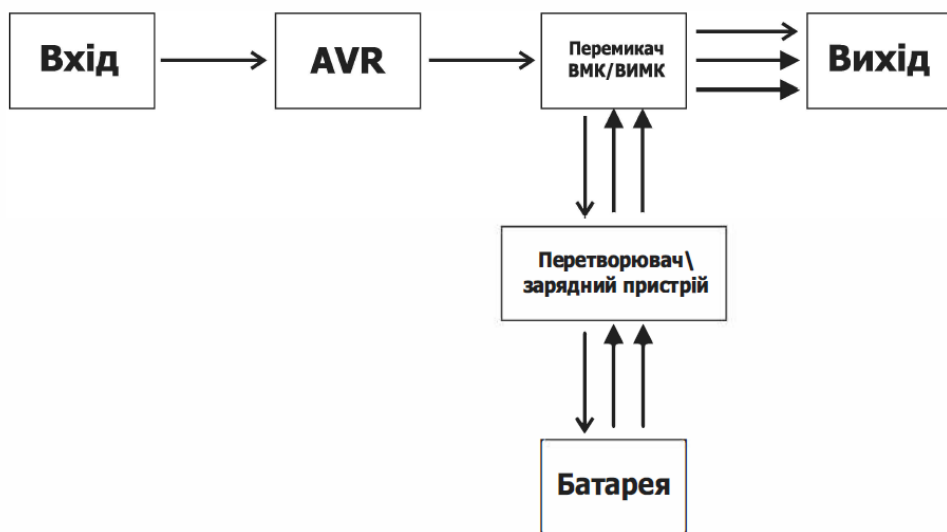 Вхід
AVR
Перемикач
ВМК/ВИМК
Вихід
Перетворювач\
зарядний пристрій
Батарея